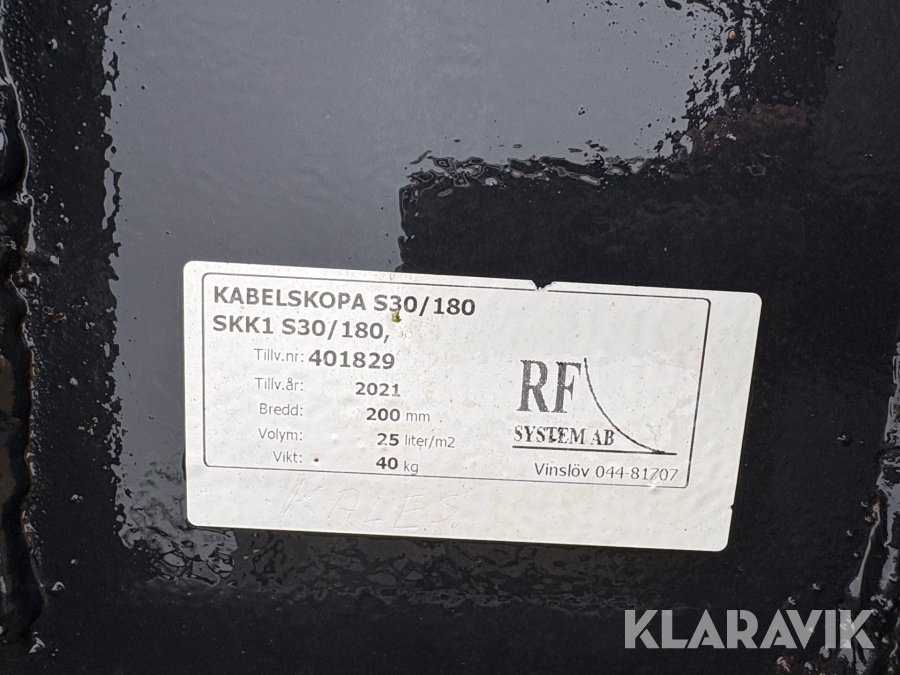 KABELSKOPA S30/180
SKK1 S30/180,
Tillv.nr: 401829
Tillv.år: 2021
Bredd: 200 mm
Volym: 25 liter/m2
Vikt: 40 kg
RF
SYSTEM AB
Vinslöv 044-81707
KLARAVIK